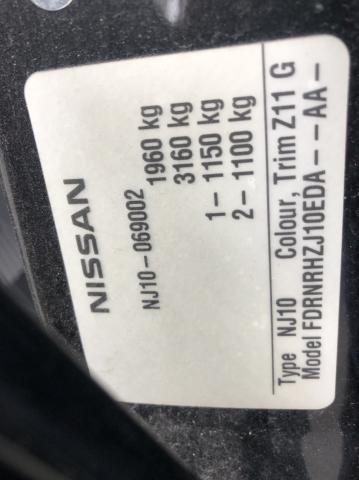 NISSAN
NJ10-069002
1960 kg
3160 kg
1- 1150 kg
2- 1100 kg
Type NJ10 Colour, Trim Z11 G
Model FDRNRHZJ10EDA--AA-